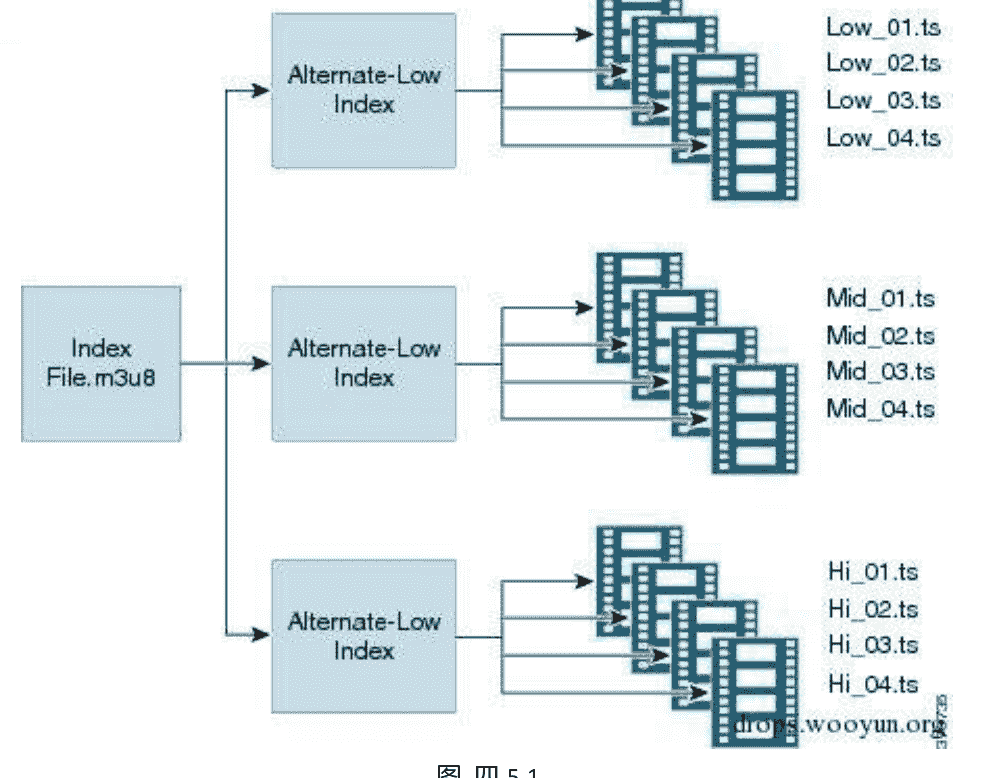 Alternate-Low
Index
Low_01.ts
Low_02.ts
Low_03.ts
Low_04.ts
Index
File.m3u8
Alternate-Low
Index
Mid_01.ts
Mid_02.ts
Mid_03.ts
Mid_04.ts
Alternate-Low
Index
Hi_01.ts
Hi_02.ts
Hi_03.ts
Hi_04.ts
drops.wooyun.org